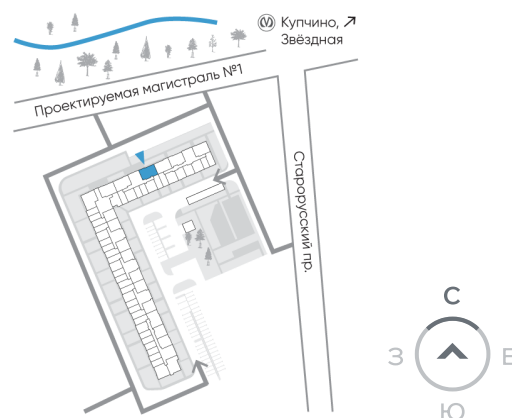 Купчино, ↗
Звёздная
Проектируемая магистраль №1
Старорусский пр.
С
З
В
Ю